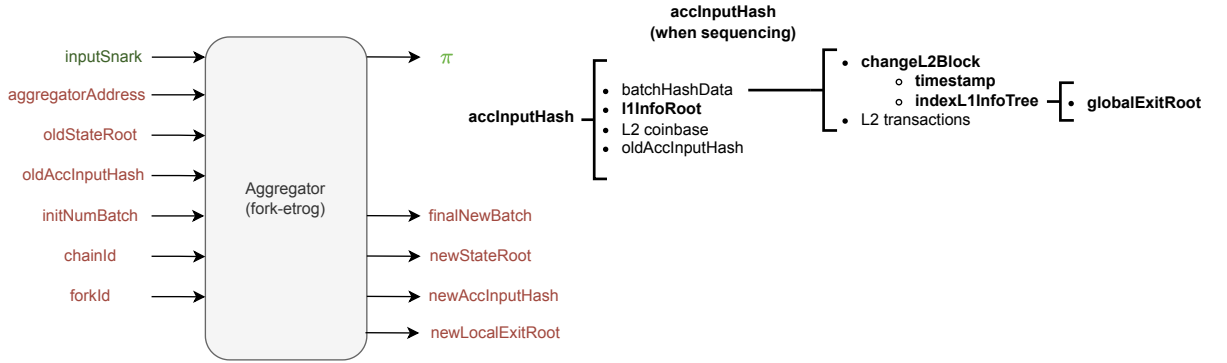 inputSnark
aggregatorAddress
oldStateRoot
oldAccInputHash
initNumBatch
chainId
forkId
Aggregator
(fork-etrog)
π
finalNewBatch
newStateRoot
newAccInputHash
newLocalExitRoot
accInputHash
(when sequencing)
accInputHash
• batchHashData
• l1InfoRoot
• L2 coinbase
• oldAccInputHash
• changeL2Block
○ timestamp
○ indexL1InfoTree
• L2 transactions
• globalExitRoot